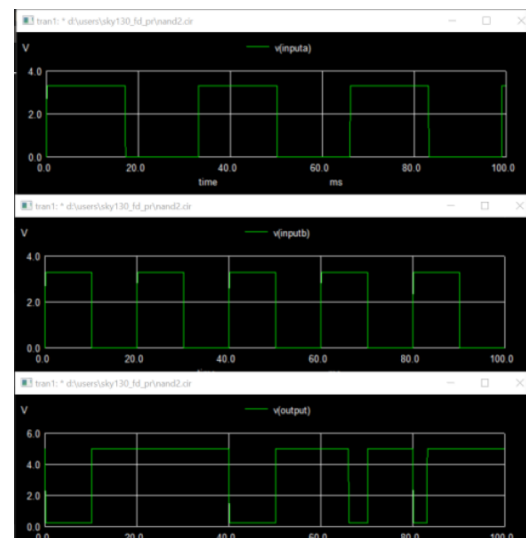 tran1: * d:\users\sky130_fd_pr\nand2.cir
V
v(inputa)
4.0
2.0
0.0
0.0 20.0 40.0 60.0 80.0 100.0
time ms
tran1: * d:\users\sky130_fd_pr\nand2.cir
V
v(inputb)
4.0
2.0
0.0
0.0 20.0 40.0 60.0 80.0 100.0
tran1: * d:\users\sky130_fd_pr\nand2.cir
V
v(output)
6.0
4.0
2.0
0.0
0.0 20.0 40.0 60.0 80.0 100.0